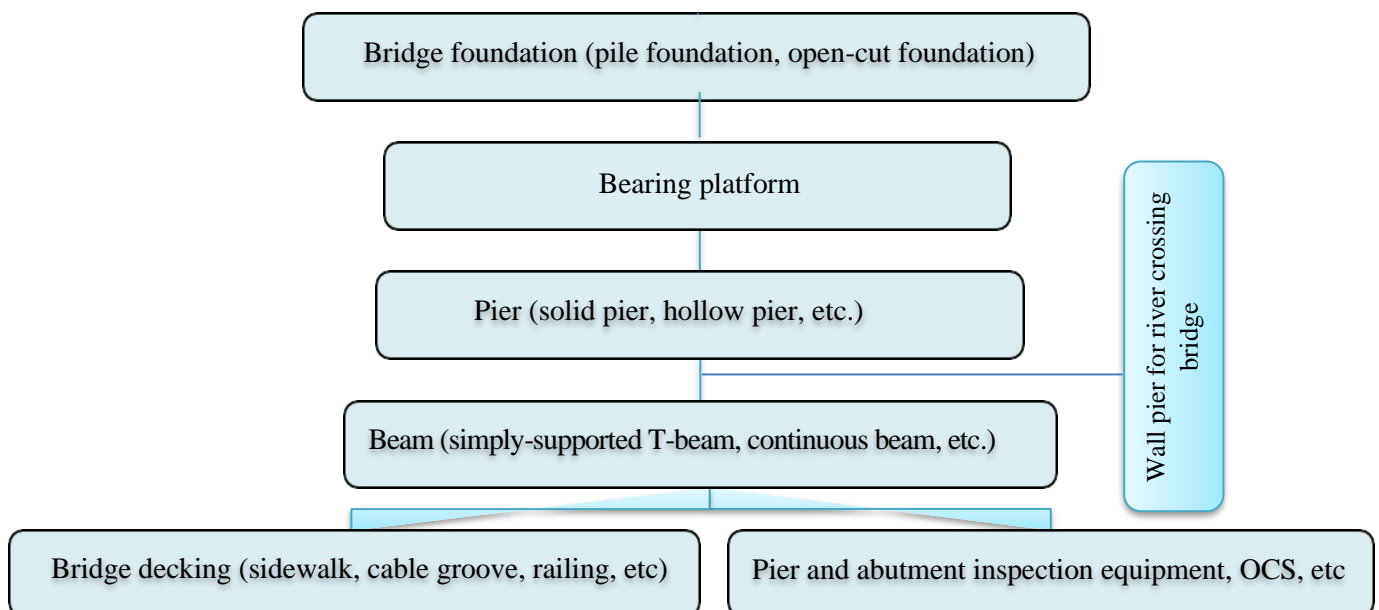 Bridge foundation (pile foundation, open-cut foundation)
Bearing platform
Pier (solid pier, hollow pier, etc.)
Wall pier for river crossing
bridge
Beam (simply-supported T-beam, continuous beam, etc.)
Bridge decking (sidewalk, cable groove, railing, etc)
Pier and abutment inspection equipment, OCS, etc